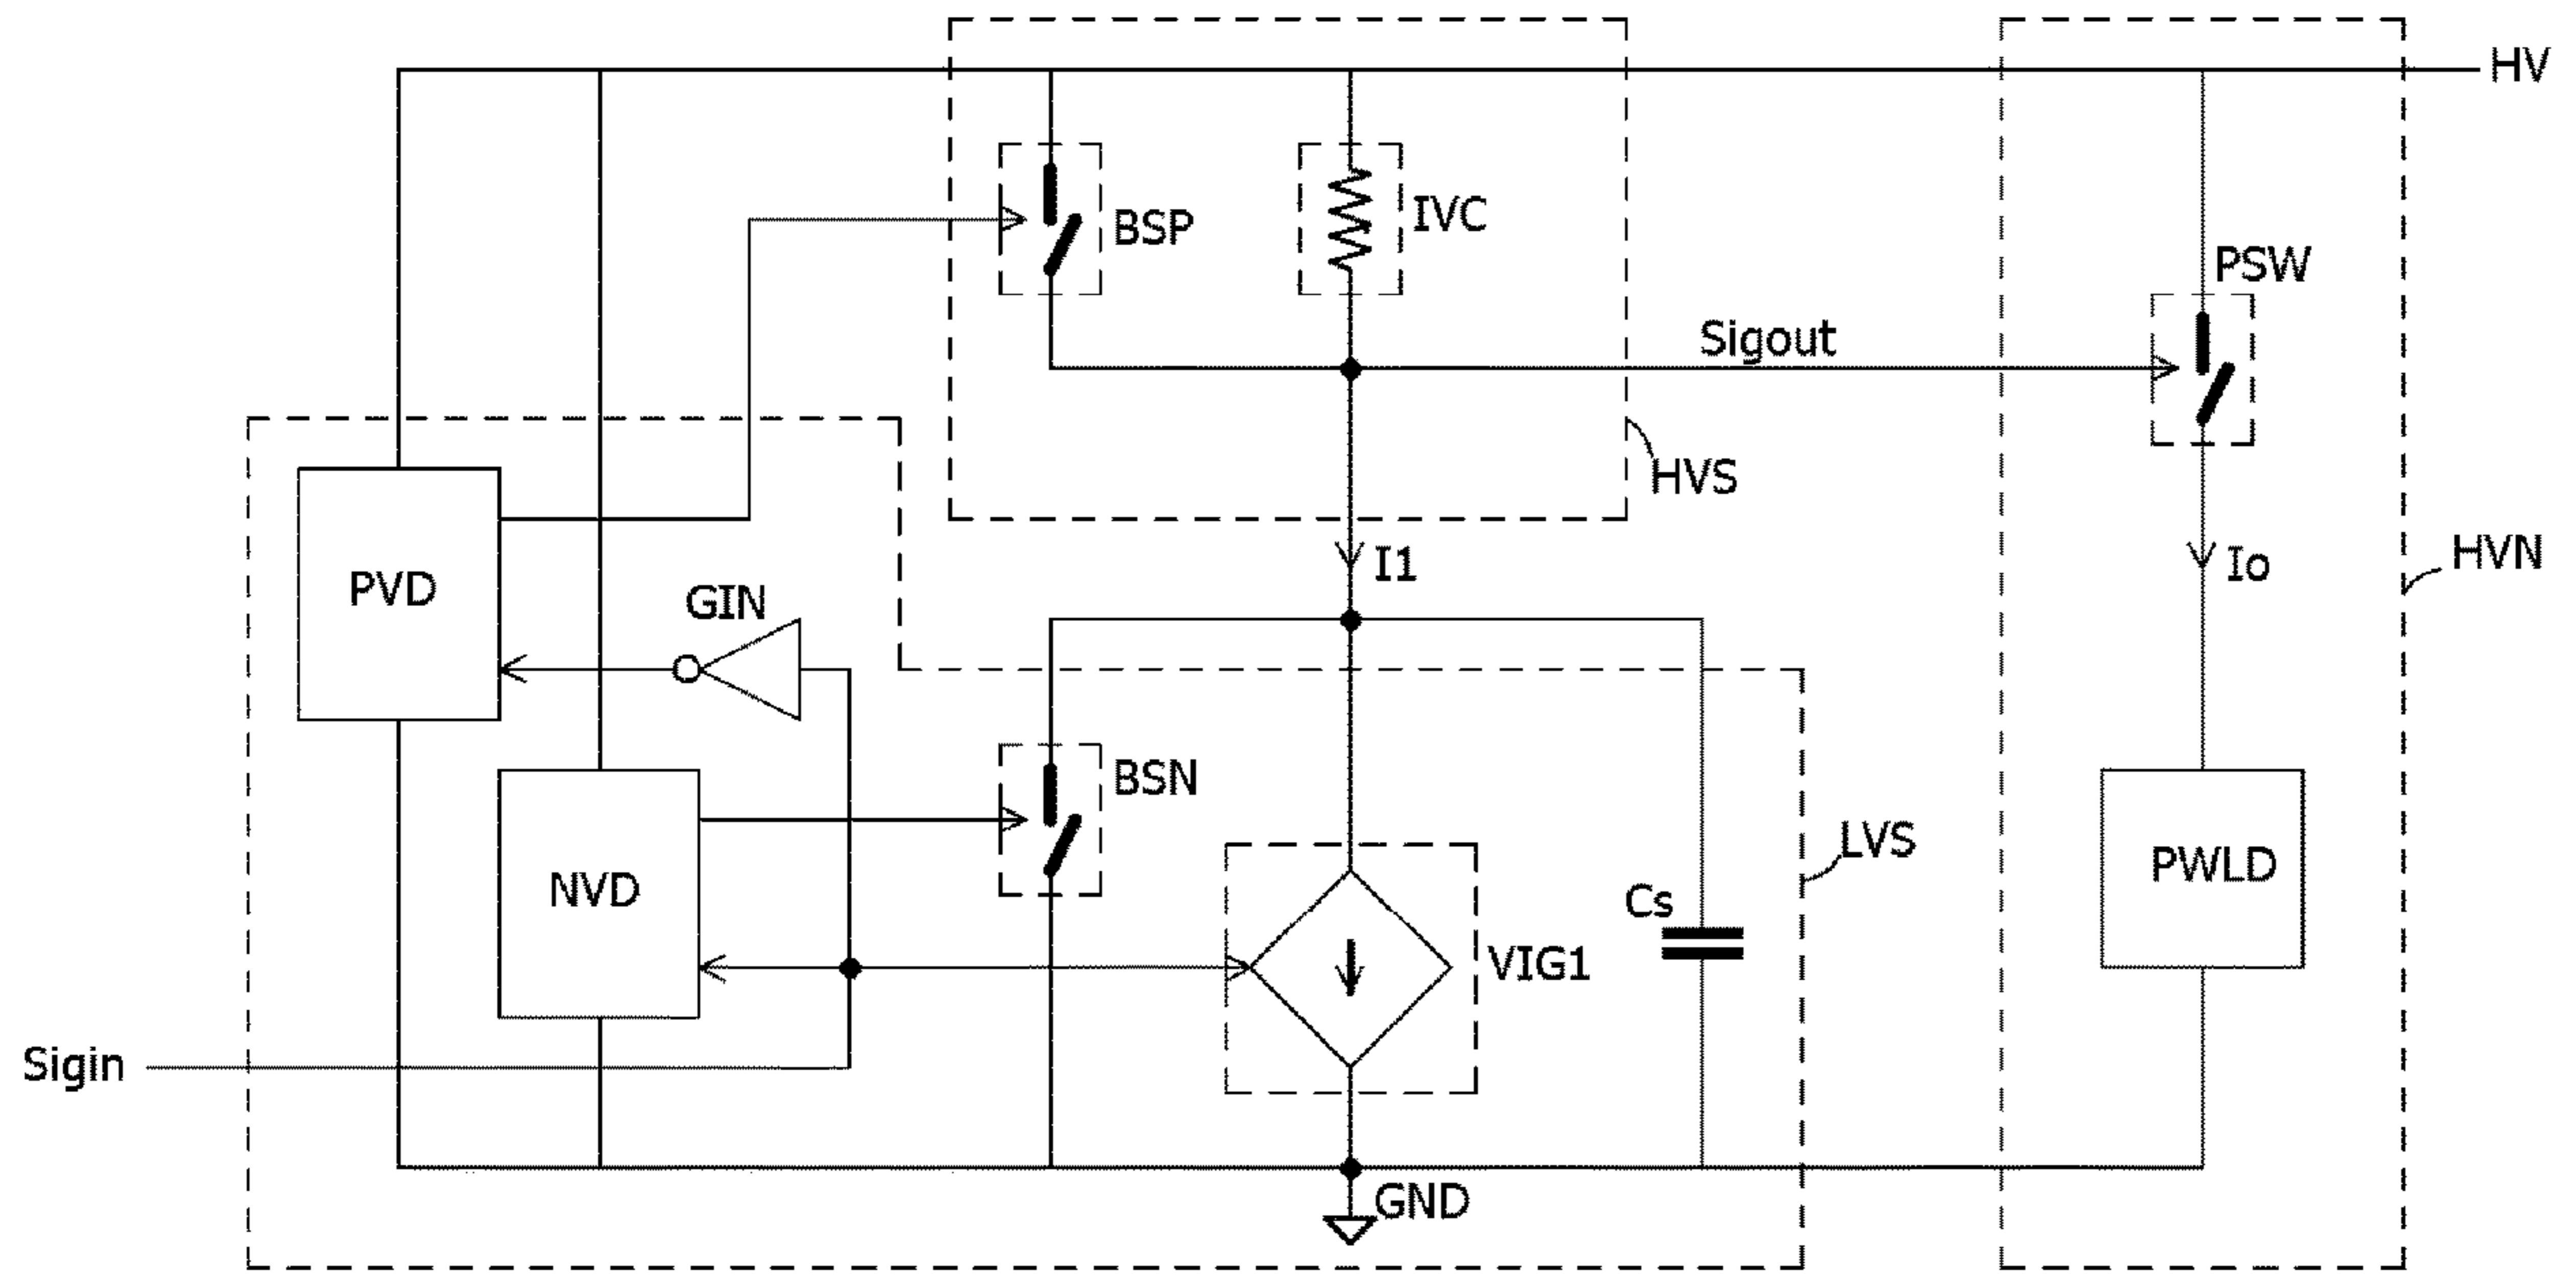 HV
BSP
IVC
PSW
Sigout
HVS
PVD
I1
Io
HVN
GIN
BSN
LVS
NVD
PWLD
Cs
VIG1
Sigin
GND